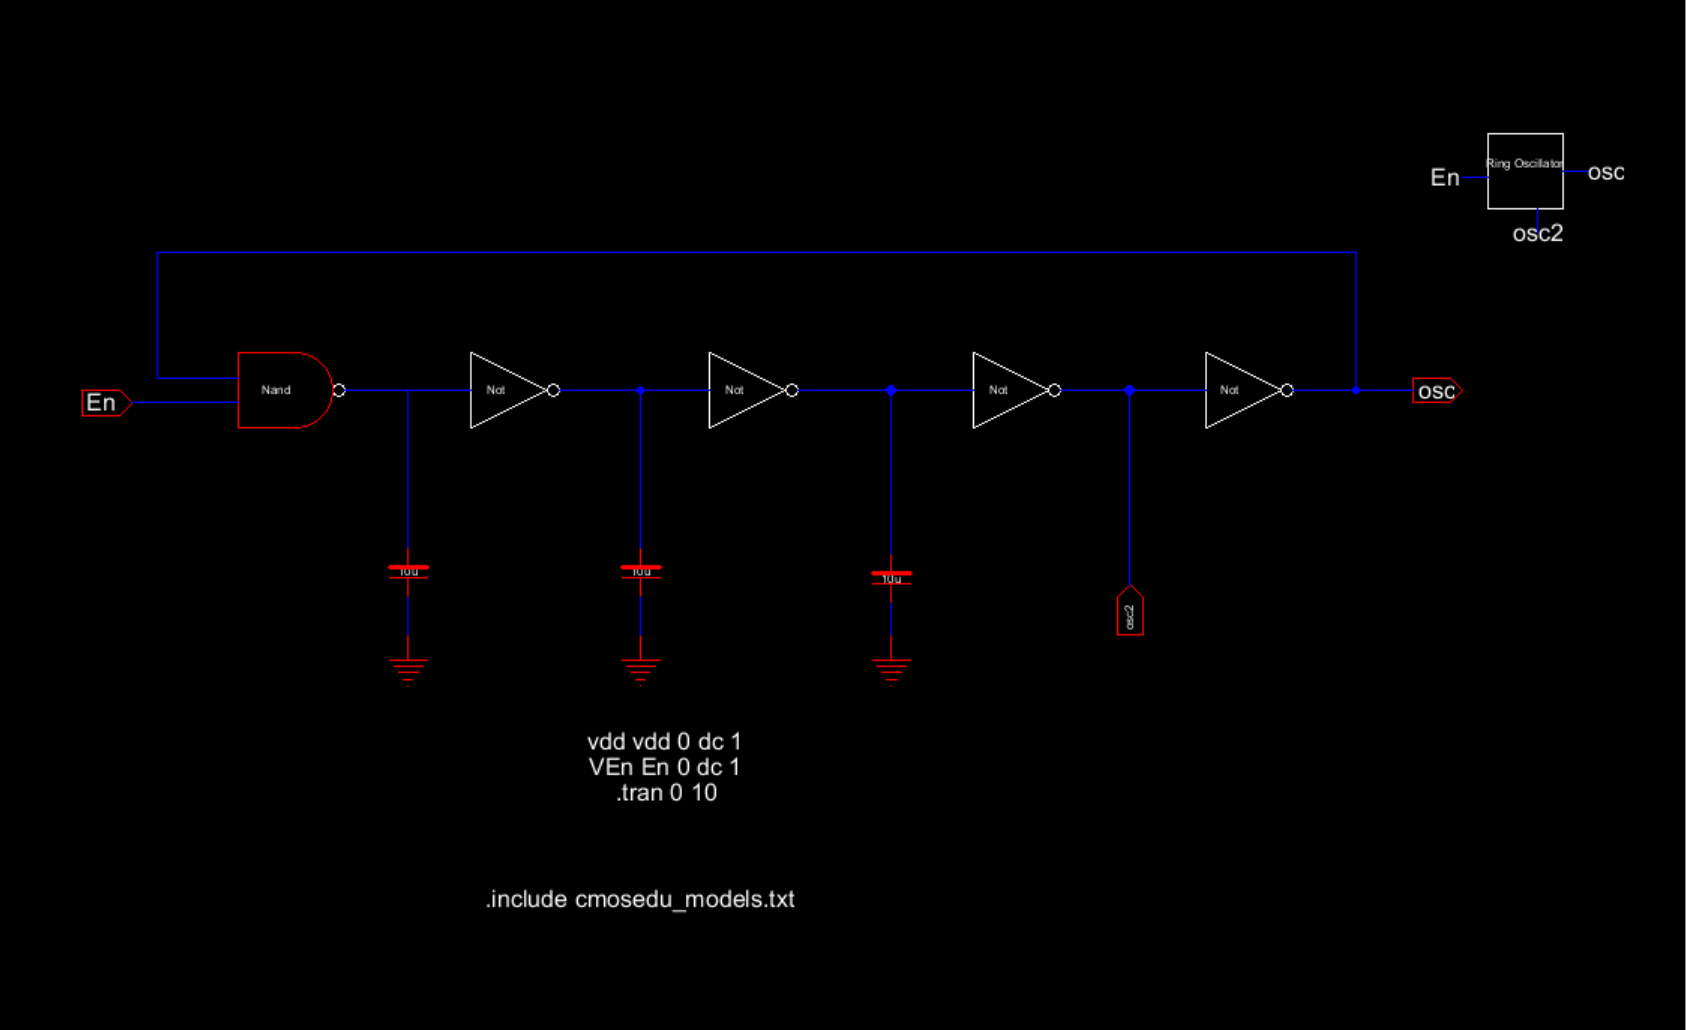 Ring Oscillator
En
osc
osc2
Nand
Not
Not
Not
Not
En
osc
10u
10u
10u
osc2
vdd vdd 0 dc 1
VEn En 0 dc 1
.tran 0 10
.include cmosedu_models.txt